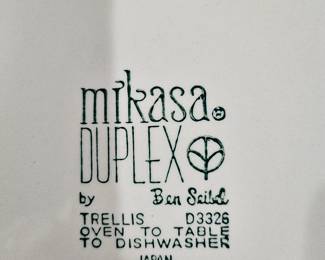 mikasa®
DUPLEX
by Ben Seibel
TRELLIS D3326
OVEN TO TABLE
TO DISHWASHER
JAPAN